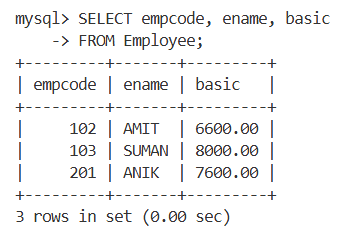 mysql> SELECT empcode, ename, basic
    -> FROM Employee;
+---------+-------+---------+
| empcode | ename | basic   |
+---------+-------+---------+
|     102 | AMIT  | 6600.00 |
|     103 | SUMAN | 8000.00 |
|     201 | ANIK  | 7600.00 |
+---------+-------+---------+
3 rows in set (0.00 sec)